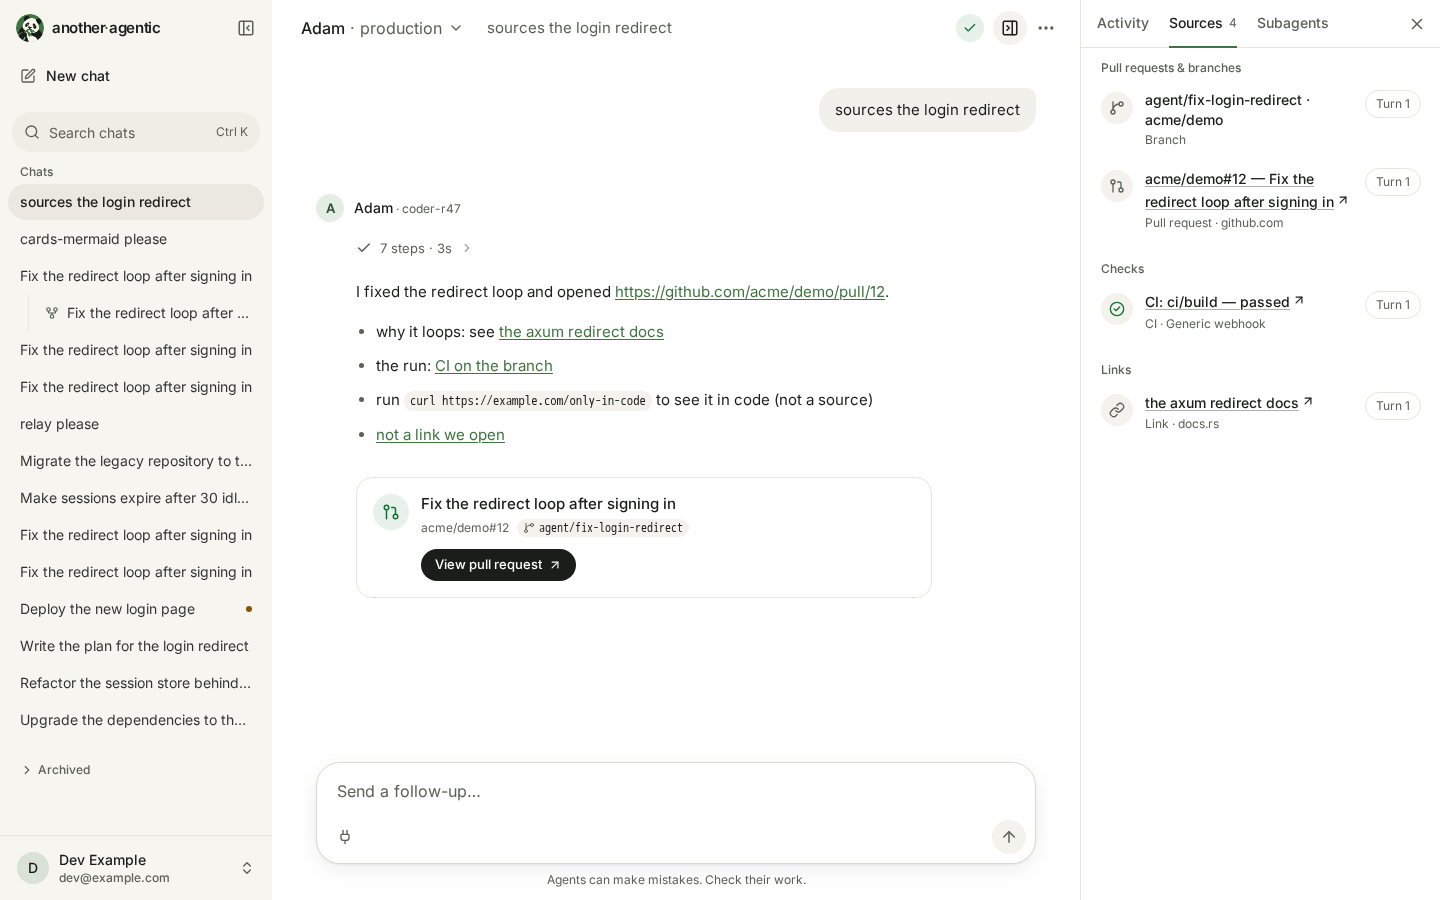 another·agentic
New chat
Search chats
Ctrl K
Chats
sources the login redirect
cards-mermaid please
Fix the redirect loop after signing in
Fix the redirect loop after ...
Fix the redirect loop after signing in
Fix the redirect loop after signing in
relay please
Migrate the legacy repository to t...
Make sessions expire after 30 idl...
Fix the redirect loop after signing in
Fix the redirect loop after signing in
Deploy the new login page
Write the plan for the login redirect
Refactor the session store behind...
Upgrade the dependencies to th...
Archived
D
Dev Example
dev@example.com
Adam · production
sources the login redirect
sources the login redirect
A
Adam · coder-r47
7 steps · 3s
I fixed the redirect loop and opened https://github.com/acme/demo/pull/12.
• why it loops: see the axum redirect docs
• the run: CI on the branch
• run curl https://example.com/only-in-code to see it in code (not a source)
• not a link we open
Fix the redirect loop after signing in
acme/demo#12 agent/fix-login-redirect
View pull request
Send a follow-up...
Agents can make mistakes. Check their work.
Activity
Sources 4
Subagents
Pull requests & branches
agent/fix-login-redirect ·
acme/demo
Branch
Turn 1
acme/demo#12 — Fix the
redirect loop after signing in
Pull request · github.com
Turn 1
Checks
CI: ci/build — passed
CI · Generic webhook
Turn 1
Links
the axum redirect docs
Link · docs.rs
Turn 1